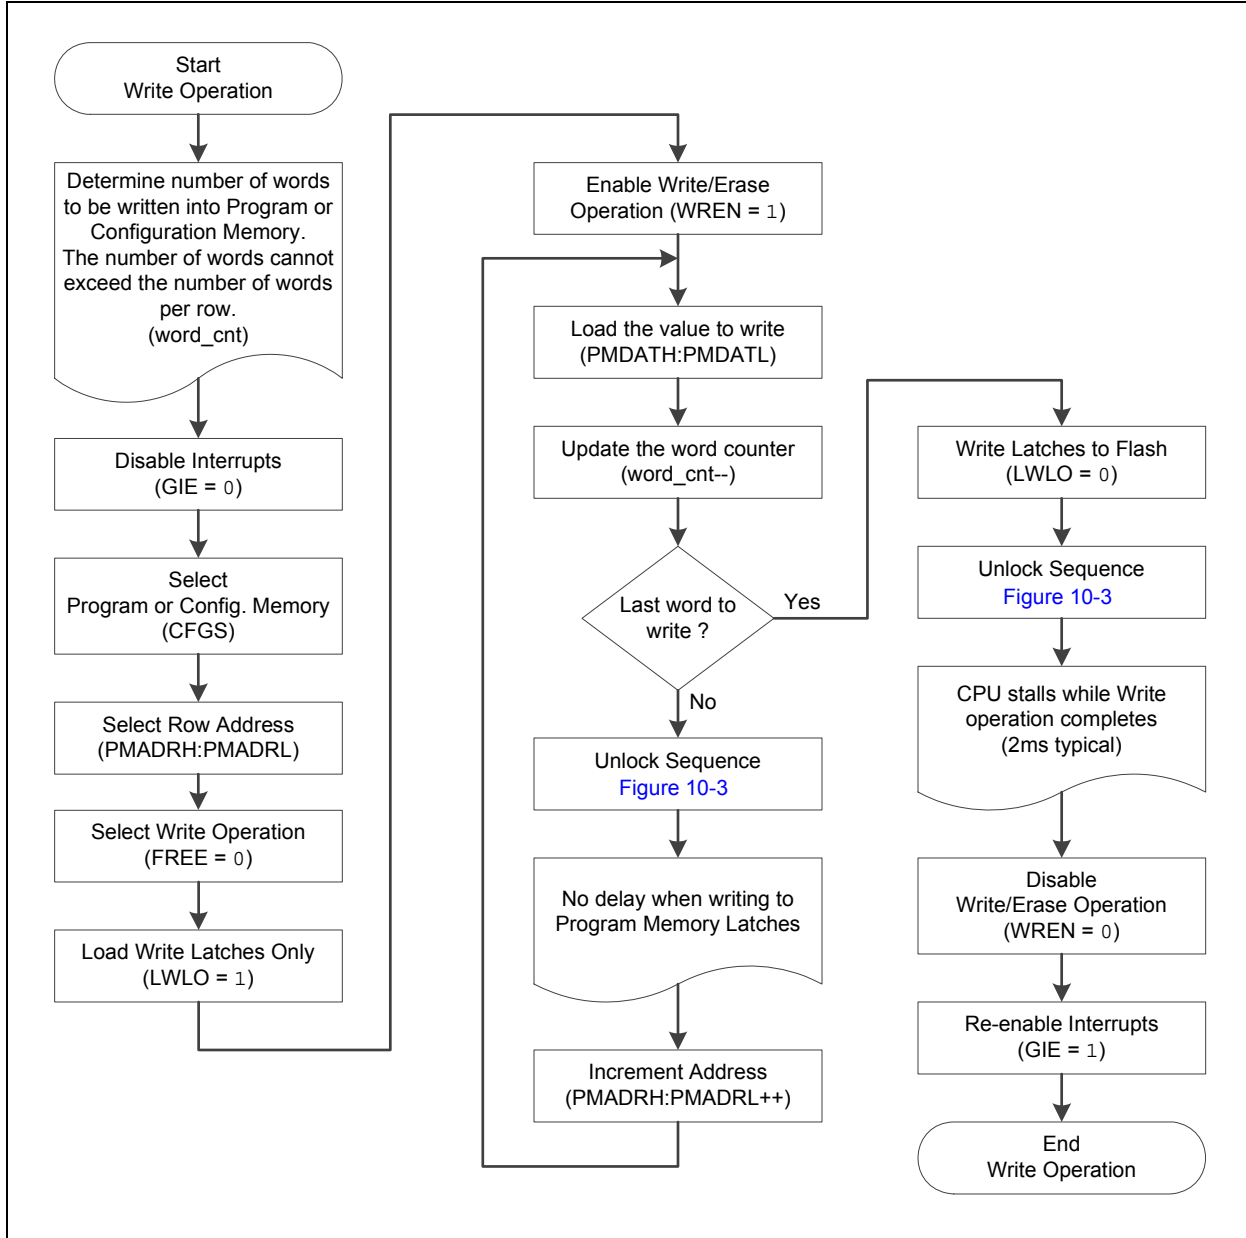 Start
Write Operation
Determine number of words
to be written into Program or
Configuration Memory.
The number of words cannot
exceed the number of words
per row.
(word_cnt)
Disable Interrupts
(GIE = 0)
Select
Program or Config. Memory
(CFGS)
Select Row Address
(PMADRH:PMADRL)
Select Write Operation
(FREE = 0)
Load Write Latches Only
(LWLO = 1)
Enable Write/Erase
Operation (WREN = 1)
Load the value to write
(PMDATH:PMDATL)
Update the word counter
(word_cnt--)
Last word to
write ?
Yes
No
Unlock Sequence
Figure 10-3
No delay when writing to
Program Memory Latches
Increment Address
(PMADRH:PMADRL++)
Write Latches to Flash
(LWLO = 0)
Unlock Sequence
Figure 10-3
CPU stalls while Write
operation completes
(2ms typical)
Disable
Write/Erase Operation
(WREN = 0)
Re-enable Interrupts
(GIE = 1)
End
Write Operation